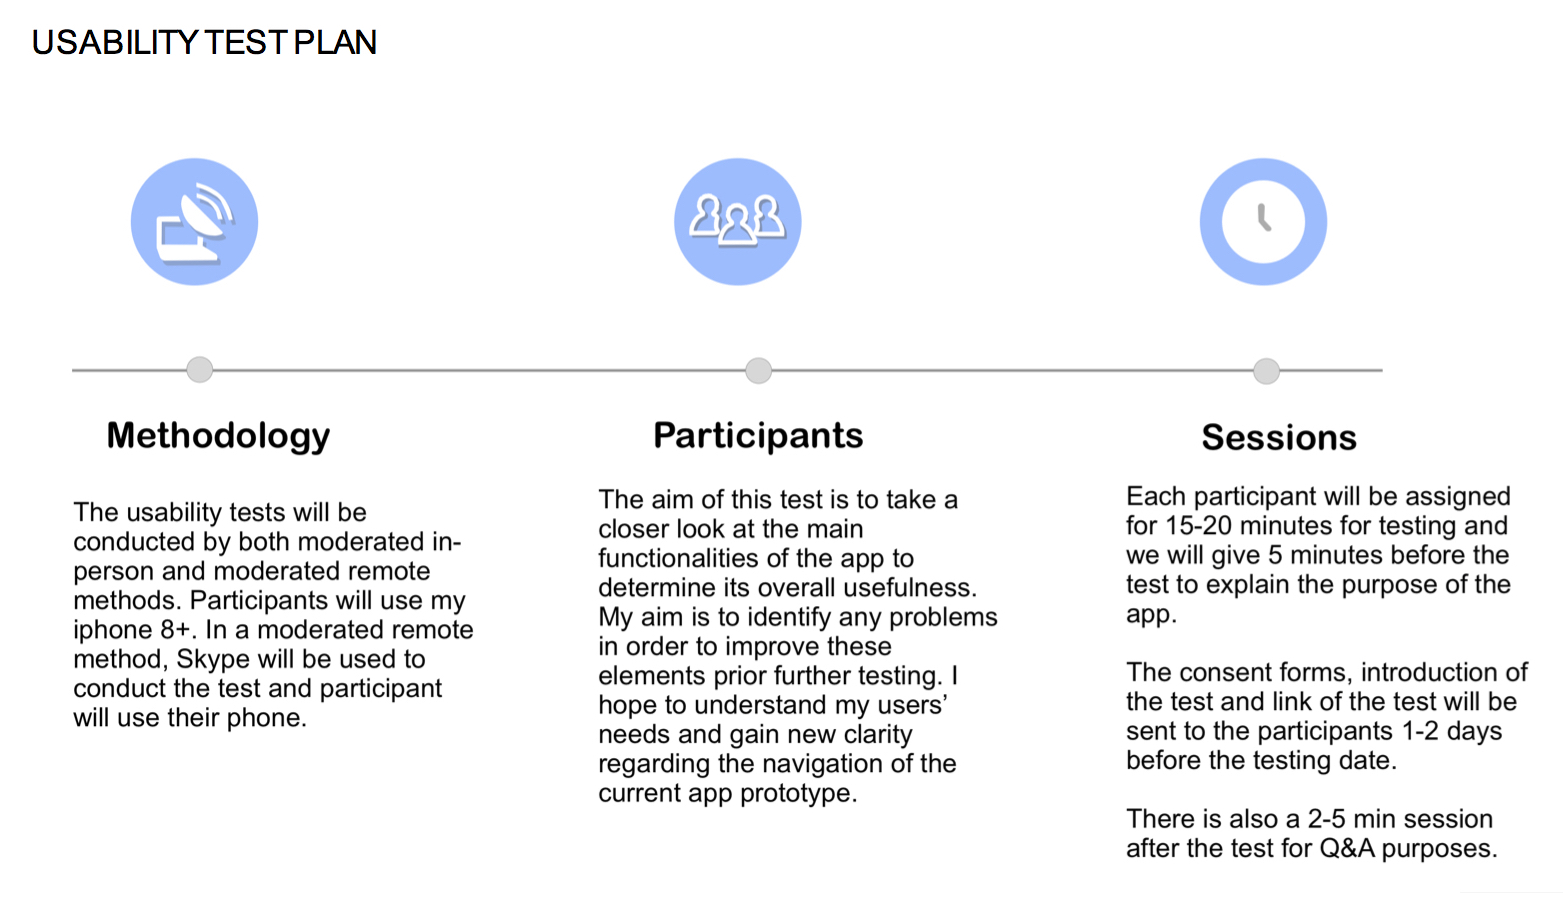 USABILITY TEST PLAN
Methodology
The usability tests will be
conducted by both moderated in-
person and moderated remote
methods. Participants will use my
iphone 8+. In a moderated remote
method, Skype will be used to
conduct the test and participant
will use their phone.
Participants
The aim of this test is to take a
closer look at the main
functionalities of the app to
determine its overall usefulness.
My aim is to identify any problems
in order to improve these
elements prior further testing. I
hope to understand my users’
needs and gain new clarity
regarding the navigation of the
current app prototype.
Sessions
Each participant will be assigned
for 15-20 minutes for testing and
we will give 5 minutes before the
test to explain the purpose of the
app.
The consent forms, introduction of
the test and link of the test will be
sent to the participants 1-2 days
before the testing date.
There is also a 2-5 min session
after the test for Q&A purposes.